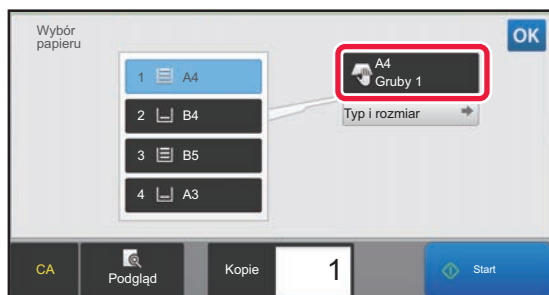 Wybór
papieru
OK
1 A4
2 B4
3 B5
4 A3
A4
Gruby 1
Typ i rozmiar
CA
Podgląd
Kopie
1
Start